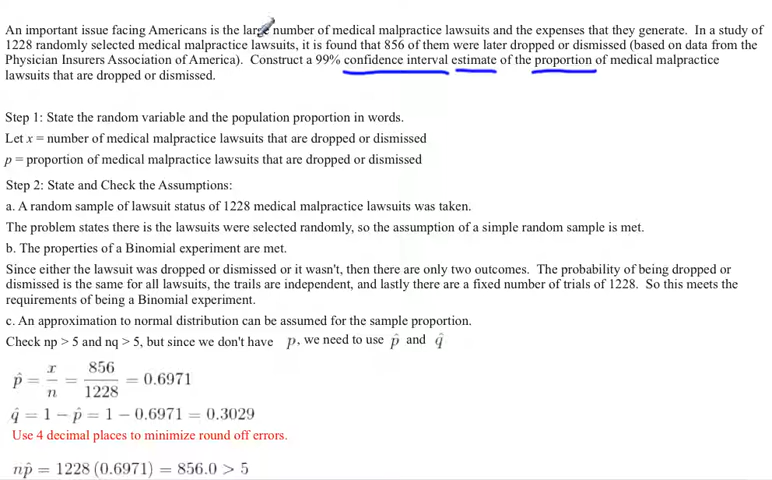 An important issue facing Americans is the large number of medical malpractice lawsuits and the expenses that they generate. In a study of
1228 randomly selected medical malpractice lawsuits, it is found that 856 of them were later dropped or dismissed (based on data from the
Physician Insurers Association of America). Construct a 99% confidence interval estimate of the proportion of medical malpractice
lawsuits that are dropped or dismissed.
Step 1: State the random variable and the population proportion in words.
Let x = number of medical malpractice lawsuits that are dropped or dismissed
p = proportion of medical malpractice lawsuits that are dropped or dismissed
Step 2: State and Check the Assumptions:
a. A random sample of lawsuit status of 1228 medical malpractice lawsuits was taken.
The problem states there is the lawsuits were selected randomly, so the assumption of a simple random sample is met.
b. The properties of a Binomial experiment are met.
Since either the lawsuit was dropped or dismissed or it wasn't, then there are only two outcomes. The probability of being dropped or
dismissed is the same for all lawsuits, the trails are independent, and lastly there are a fixed number of trials of 1228. So this meets the
requirements of being a Binomial experiment.
c. An approximation to normal distribution can be assumed for the sample proportion.
Check np > 5 and nq > 5, but since we don't have p, we need to use p̂ and q̂
p̂ = x/n = 856/1228 = 0.6971
q̂ = 1 − p̂ = 1 − 0.6971 = 0.3029
Use 4 decimal places to minimize round off errors.
np̂ = 1228 (0.6971) = 856.0 > 5